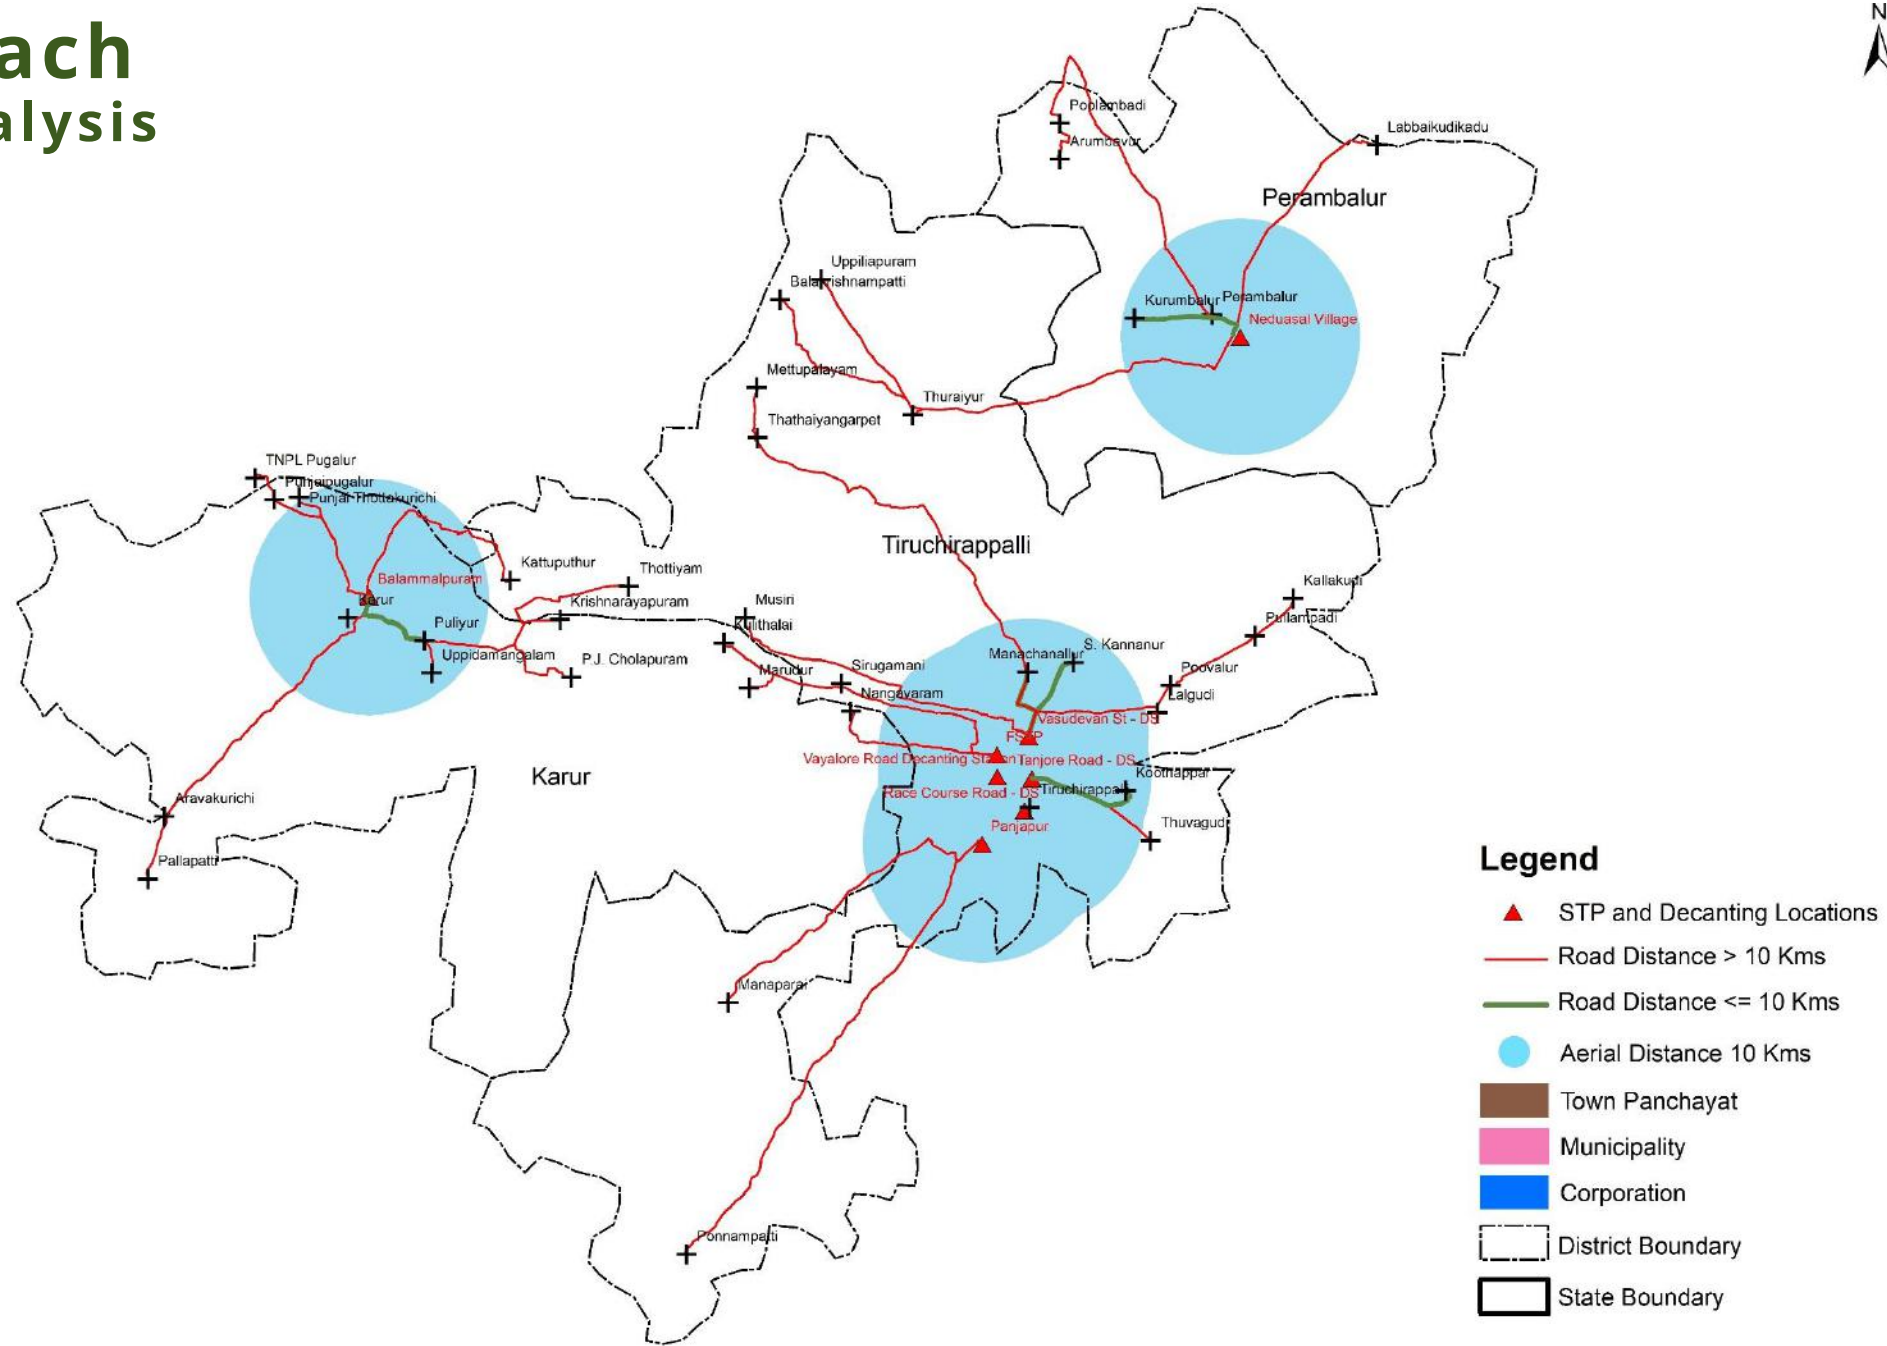 ach
alysis
N
Poolambadi
Arumbavur
Labbaikudikadu
Perambalur
Uppiliapuram
Balakrishnampatti
Kurumbalur
Perambalur
Neduasal Village
Mettupalayam
Thuraiyur
Thathaiyangarpet
TNPL Pugalur
Punjaipugalur
Punjai Thottakurichi
Tiruchirappalli
Kattuputhur
Thottiyam
Balammalpuram
Karur
Krishnarayapuram
Musiri
Kallakudi
Puliyur
Kulithalai
Pullampadi
Uppidamangalam
P.J. Cholapuram
Marudur
Sirugamani
Manachanallur
S. Kannanur
Poovalur
Nangavaram
Lalgudi
Vasudevan St - DS
FSTP
Vayalore Road Decanting Station
Tanjore Road - DS
Karur
Koothappar
Race Course Road - DS
Tiruchirappalli
Aravakurichi
Panjapur
Thuvagudi
Pallapatti
Manaparai
Ponnampatti
Legend
STP and Decanting Locations
Road Distance > 10 Kms
Road Distance <= 10 Kms
Aerial Distance 10 Kms
Town Panchayat
Municipality
Corporation
District Boundary
State Boundary